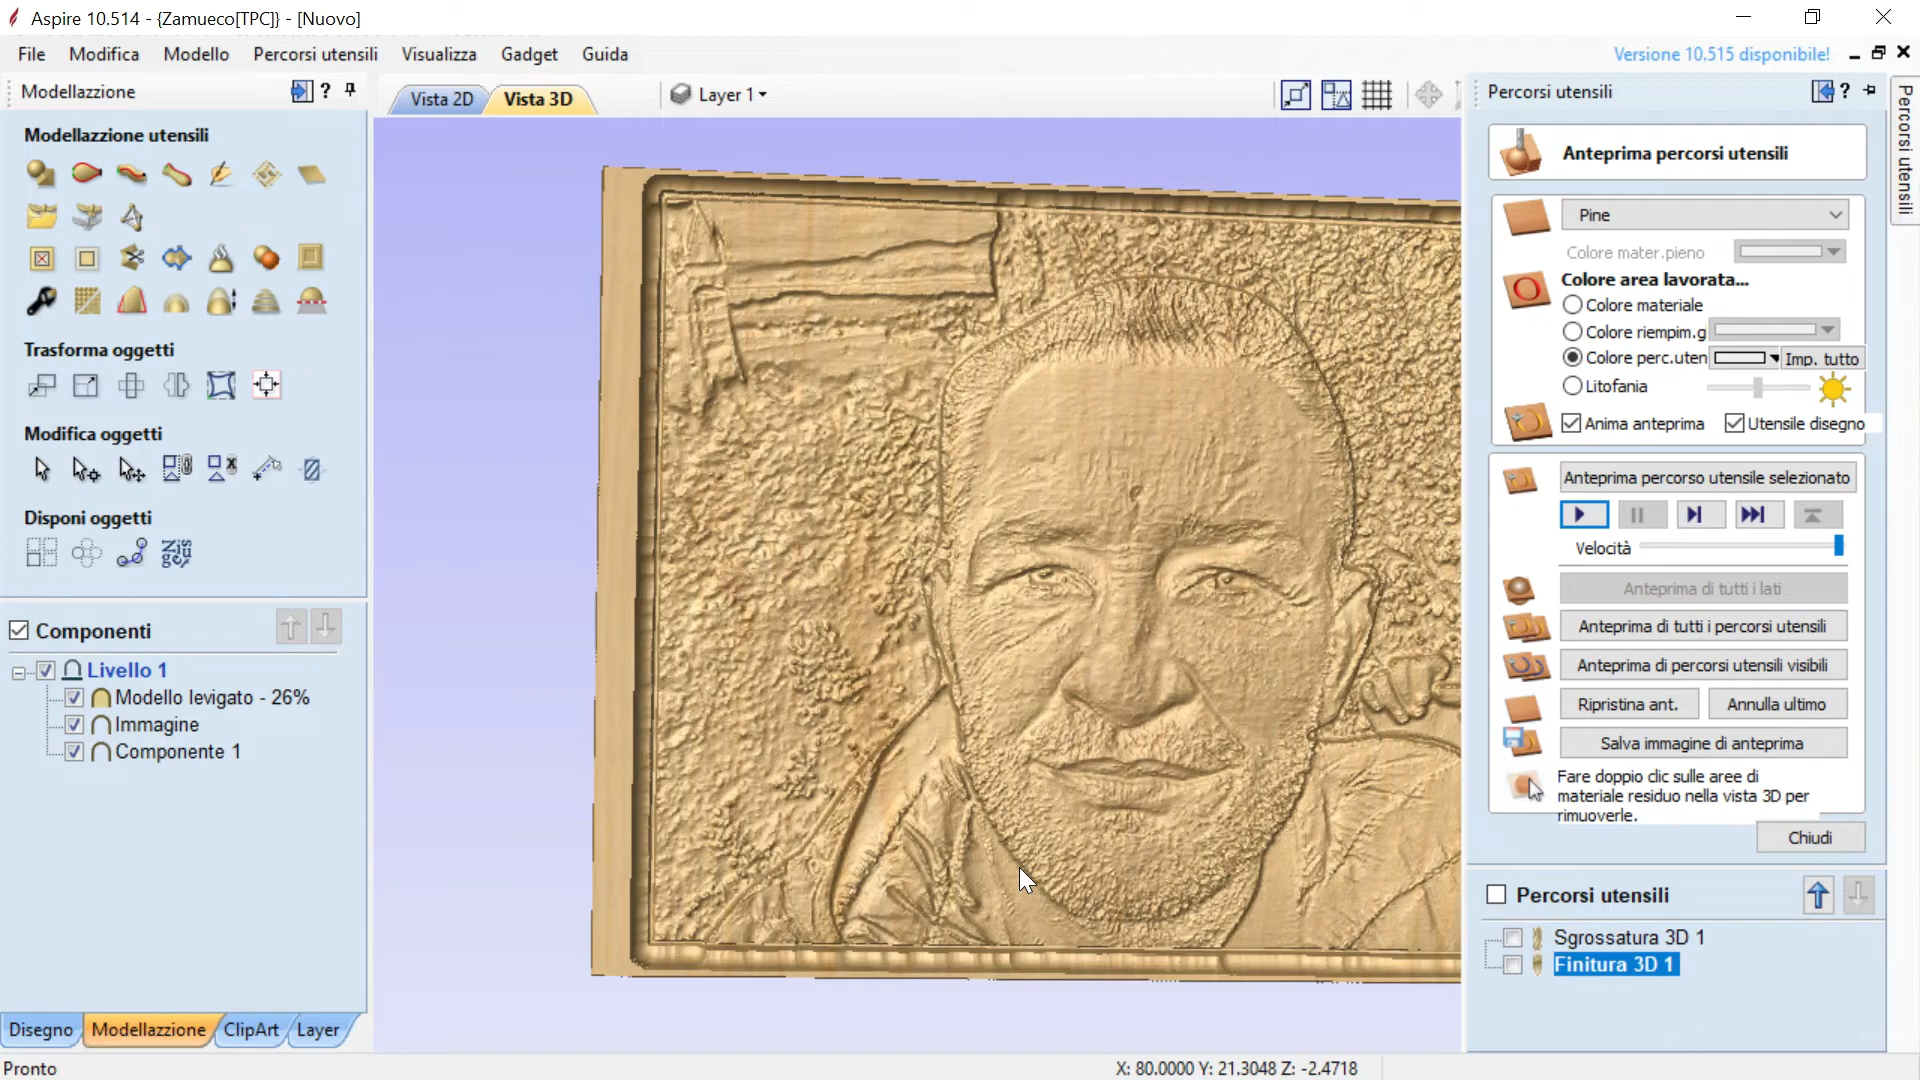 Aspire 10.514 - {Zamueco[TPC]} - [Nuovo]
File Modifica Modello Percorsi utensili Visualizza Gadget Guida
Versione 10.515 disponibile!
Modellazione
Modellazzione utensili
Trasforma oggetti
Modifica oggetti
Disponi oggetti
Componenti
Livello 1
Modello levigato - 26%
Immagine
Componente 1
Disegno Modellazzione ClipArt Layer
Pronto
Vista 2D Vista 3D
Layer 1
Percorsi utensili
Anteprima percorsi utensili
Pine
Colore mater.pieno
Colore area lavorata...
Colore materiale
Colore riempim.g
Colore perc.uten Imp. tutto
Litofania
Anima anteprima Utensile disegno
Anteprima percorso utensile selezionato
Velocità
Anteprima di tutti i lati
Anteprima di tutti i percorsi utensili
Anteprima di percorsi utensili visibili
Ripristina ant. Annulla ultimo
Salva immagine di anteprima
Fare doppio clic sulle aree di
materiale residuo nella vista 3D per
rimuoverle.
Chiudi
Percorsi utensili
Sgrossatura 3D 1
Finitura 3D 1
Percorsi utensili
X: 80.0000 Y: 21.3048 Z: -2.4718